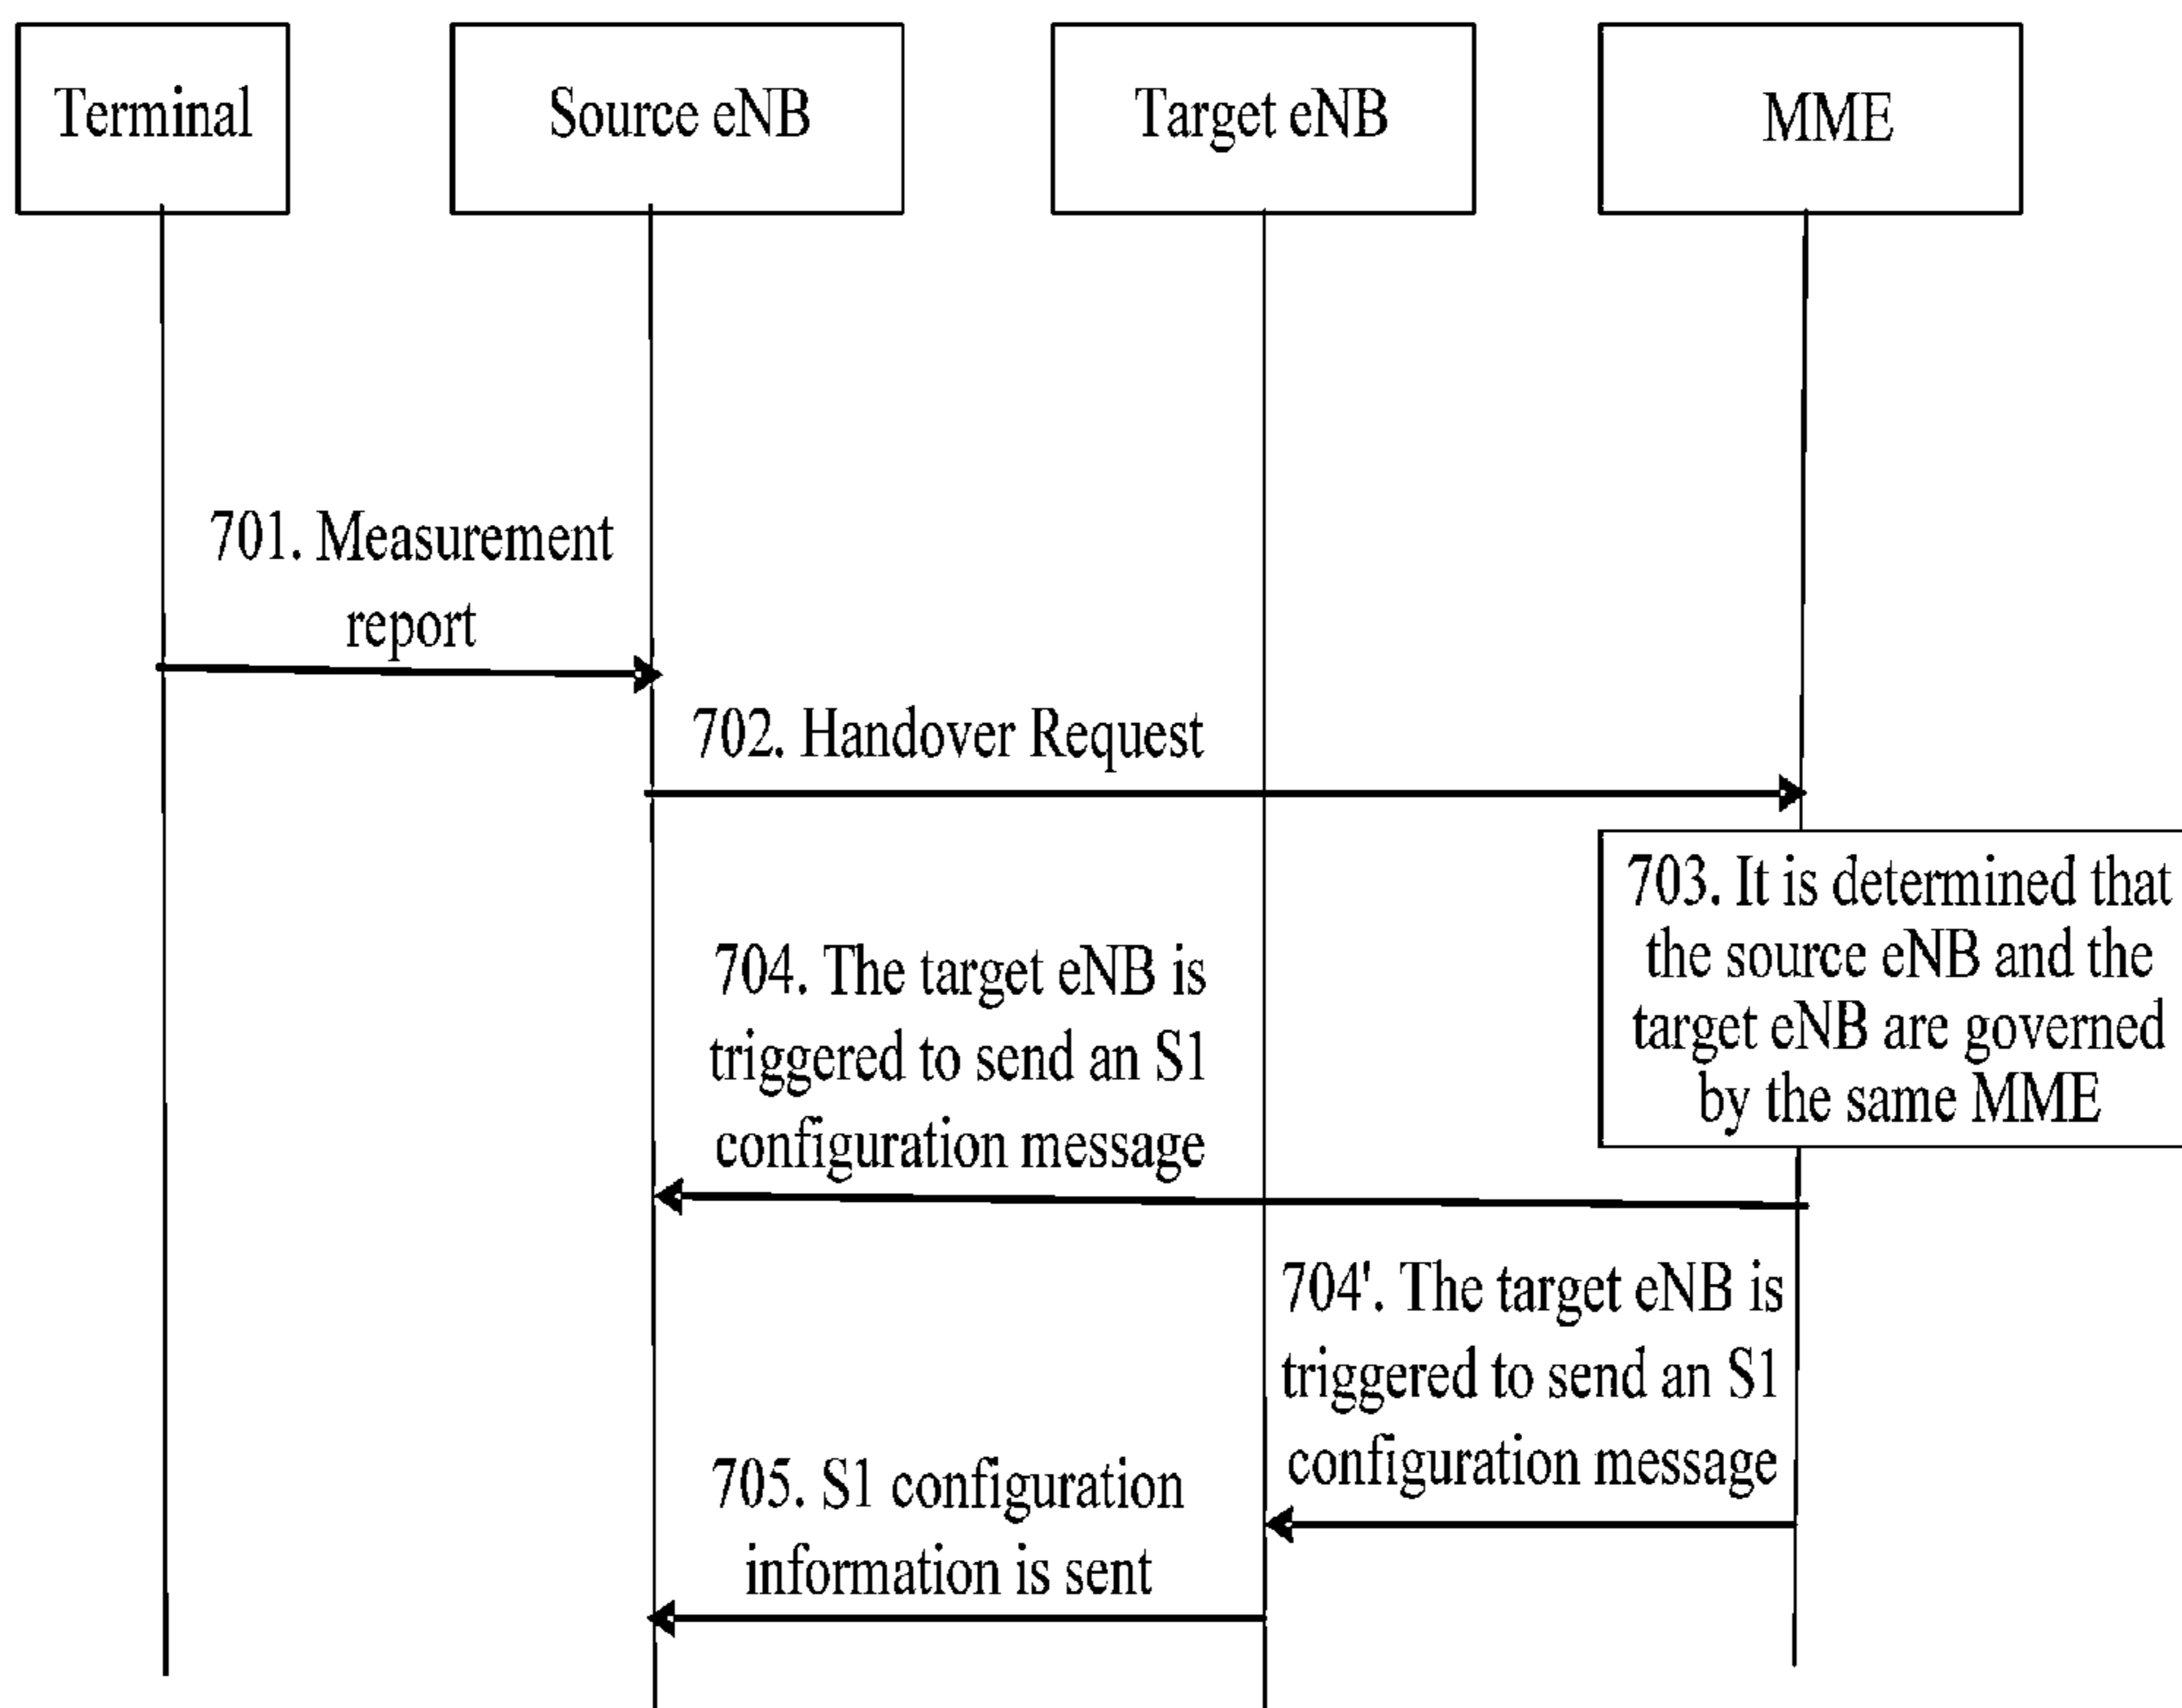 Terminal
Source eNB
Target eNB
MME
701. Measurement
report
702. Handover Request
703. It is determined that
the source eNB and the
target eNB are governed
by the same MME
704. The target eNB is
triggered to send an S1
configuration message
704'. The target eNB is
triggered to send an S1
configuration message
705. S1 configuration
information is sent